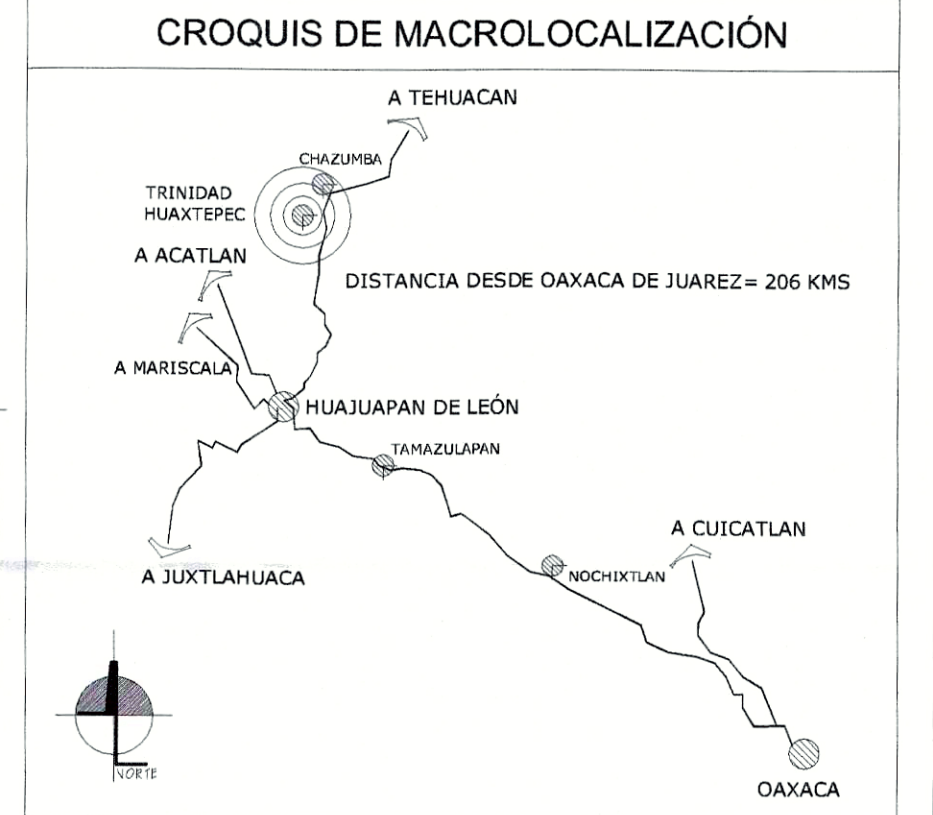 CROQUIS DE MACROLOCALIZACIÓN
A TEHUACAN
CHAZUMBA
TRINIDAD
HUAXTEPEC
A ACATLAN
DISTANCIA DESDE OAXACA DE JUAREZ= 206 KMS
A MARISCALA
HUAJUAPAN DE LEÓN
TAMAZULAPAN
A CUICATLAN
NOCHIXTLAN
A JUXTLAHUACA
NORTE
OAXACA